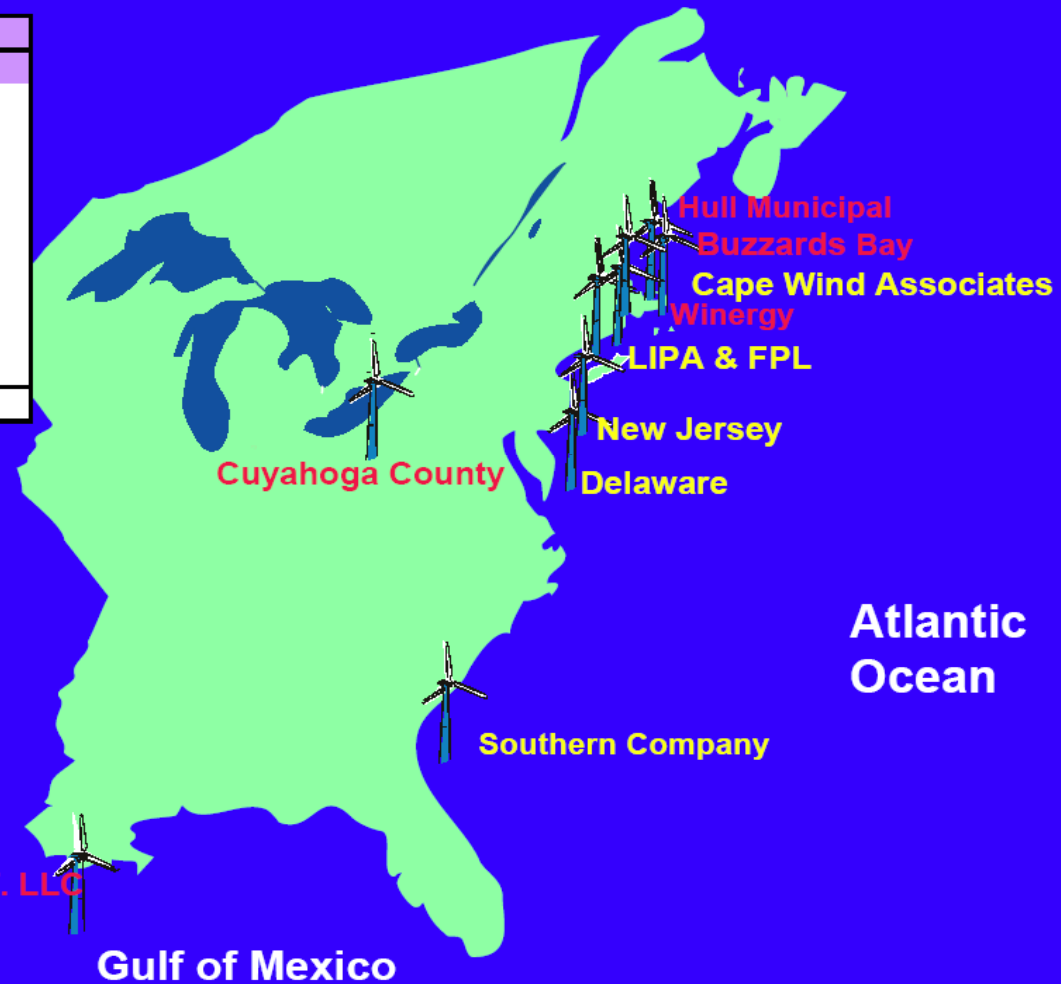 Hull Municipal
Buzzards Bay
Cape Wind Associates
Winergy
LIPA & FPL
New Jersey
Cuyahoga County
Delaware
Atlantic
Ocean
Southern Company
. LLC
Gulf of Mexico